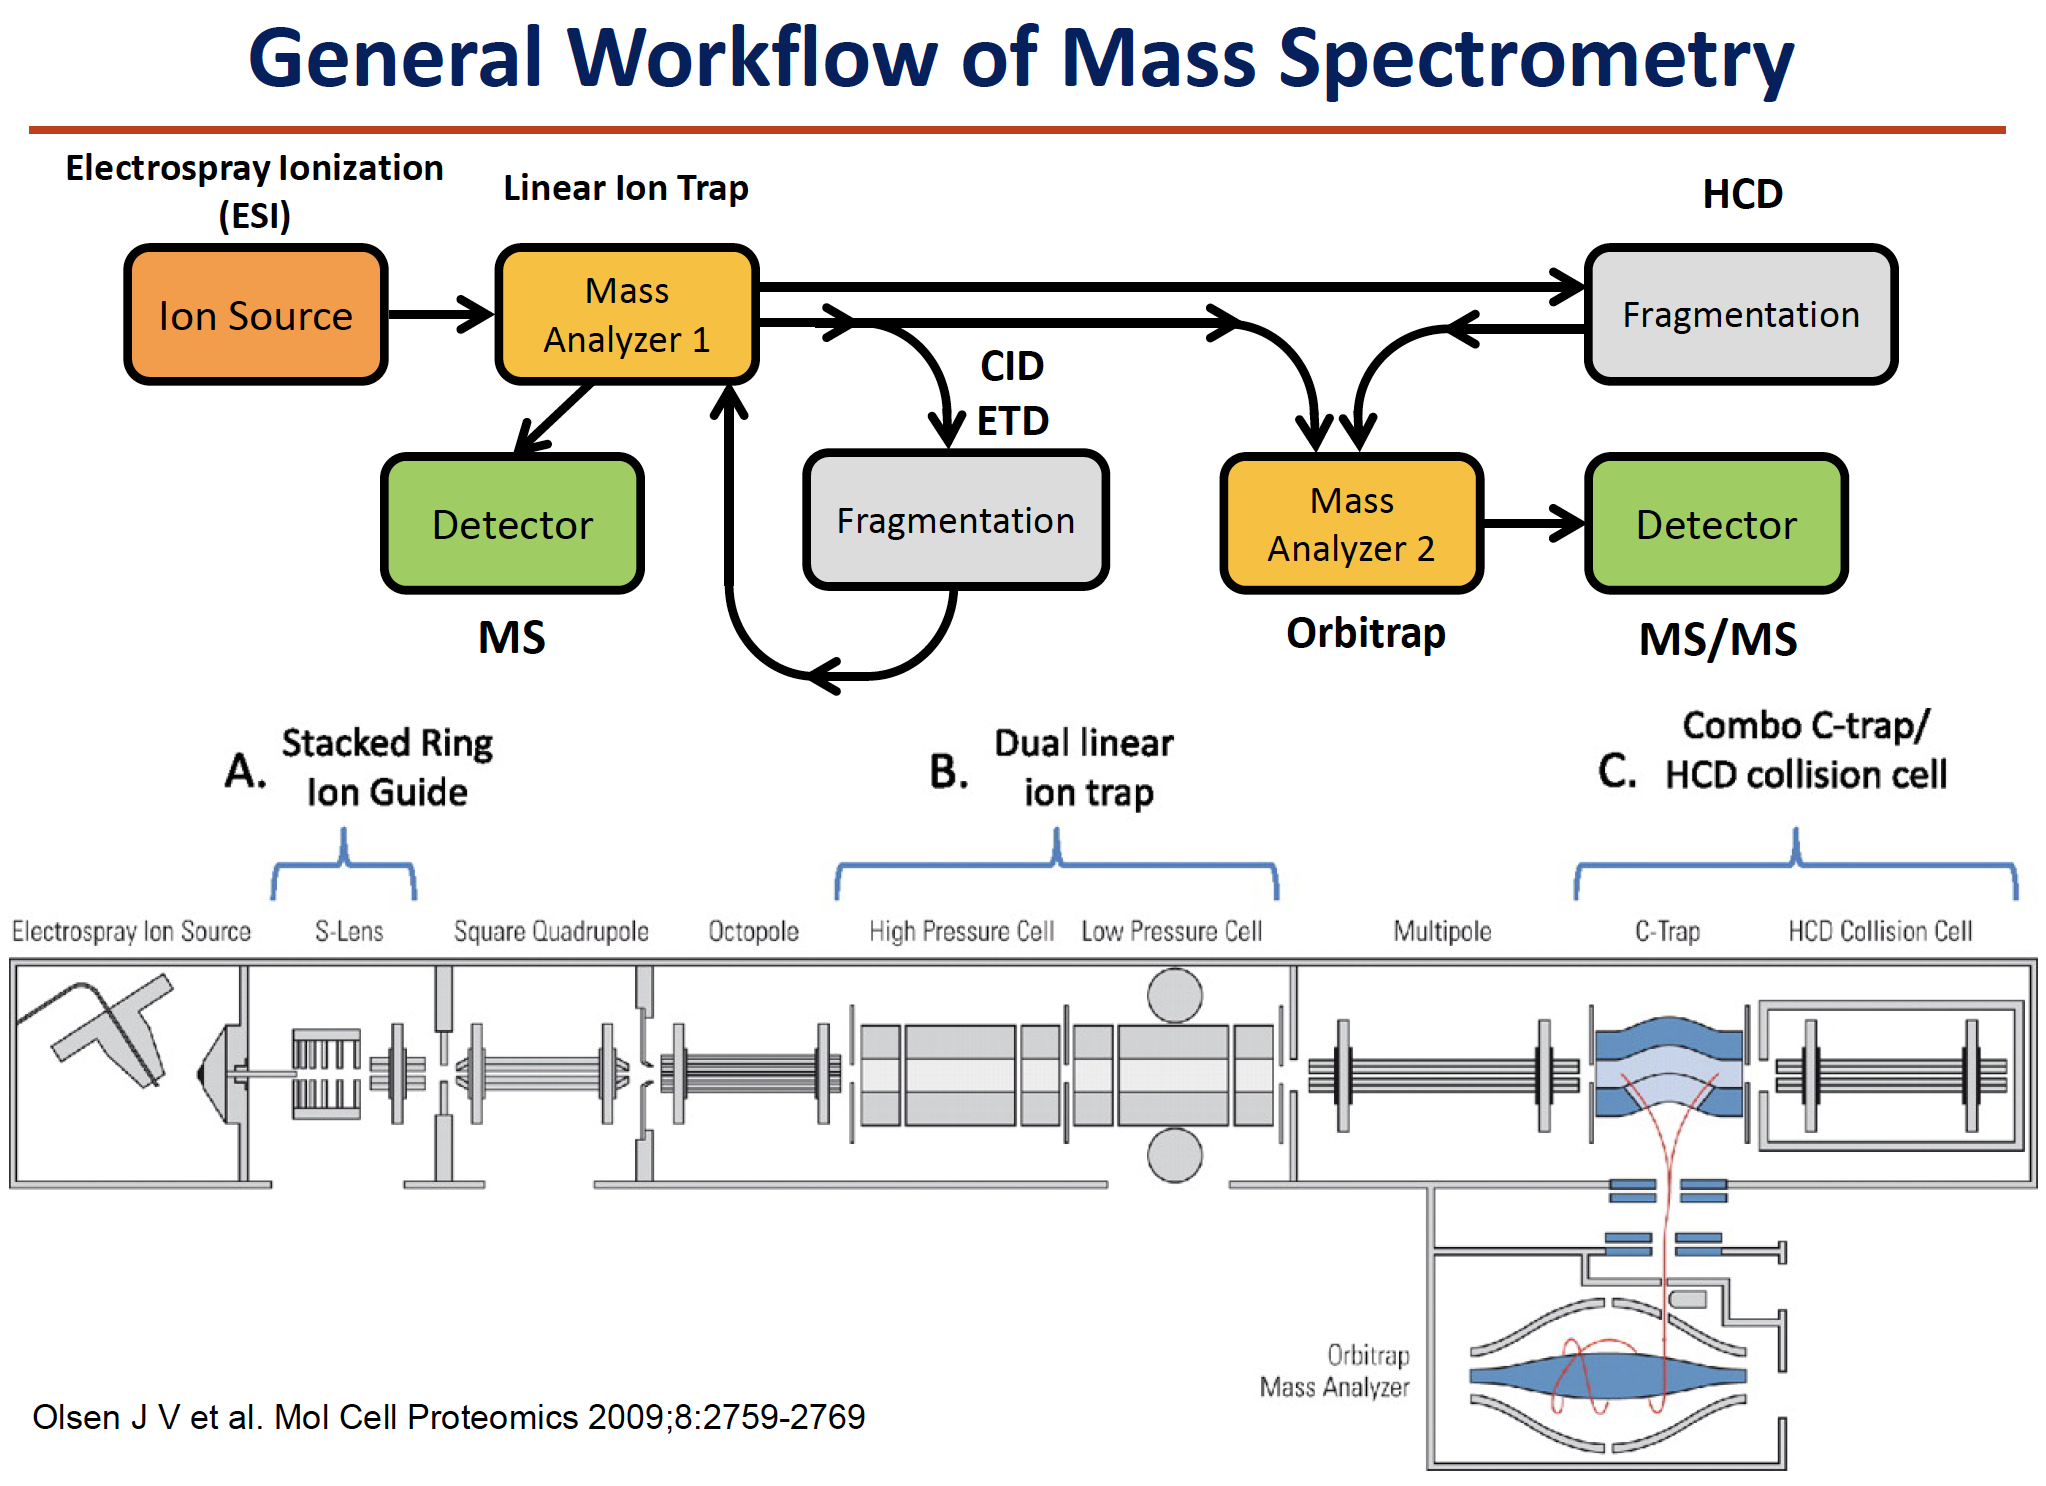 General Workflow of Mass Spectrometry
Electrospray Ionization
(ESI)
Linear Ion Trap
HCD
Ion Source
Mass
Analyzer 1
Fragmentation
CID
ETD
Detector
Fragmentation
Mass
Analyzer 2
Detector
MS
Orbitrap
MS/MS
A.
Stacked Ring
Ion Guide
B.
Dual linear
ion trap
C.
Combo C-trap/
HCD collision cell
Electrospray Ion Source
S-Lens
Square Quadrupole
Octopole
High Pressure Cell
Low Pressure Cell
Multipole
C-Trap
HCD Collision Cell
Orbitrap
Mass Analyzer
Olsen J V et al. Mol Cell Proteomics 2009;8:2759-2769